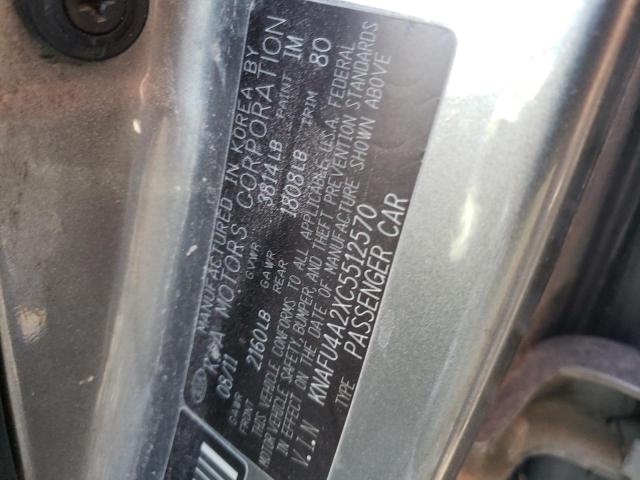 MANUFACTURED IN KOREA BY
KIA MOTORS CORPORATION
08/11 GVWR 3814LB PAINT 1M
GAWR FRONT 2160LB GAWR REAR 1808LB TRIM 80
THIS VEHICLE CONFORMS TO ALL APPLICABLE U.S.A. FEDERAL
MOTOR VEHICLE SAFETY, BUMPER, AND THEFT PREVENTION STANDARDS
IN EFFECT ON THE DATE OF MANUFACTURE SHOWN ABOVE
V.I.N KNAFU4A2XC5512570
TYPE PASSENGER CAR